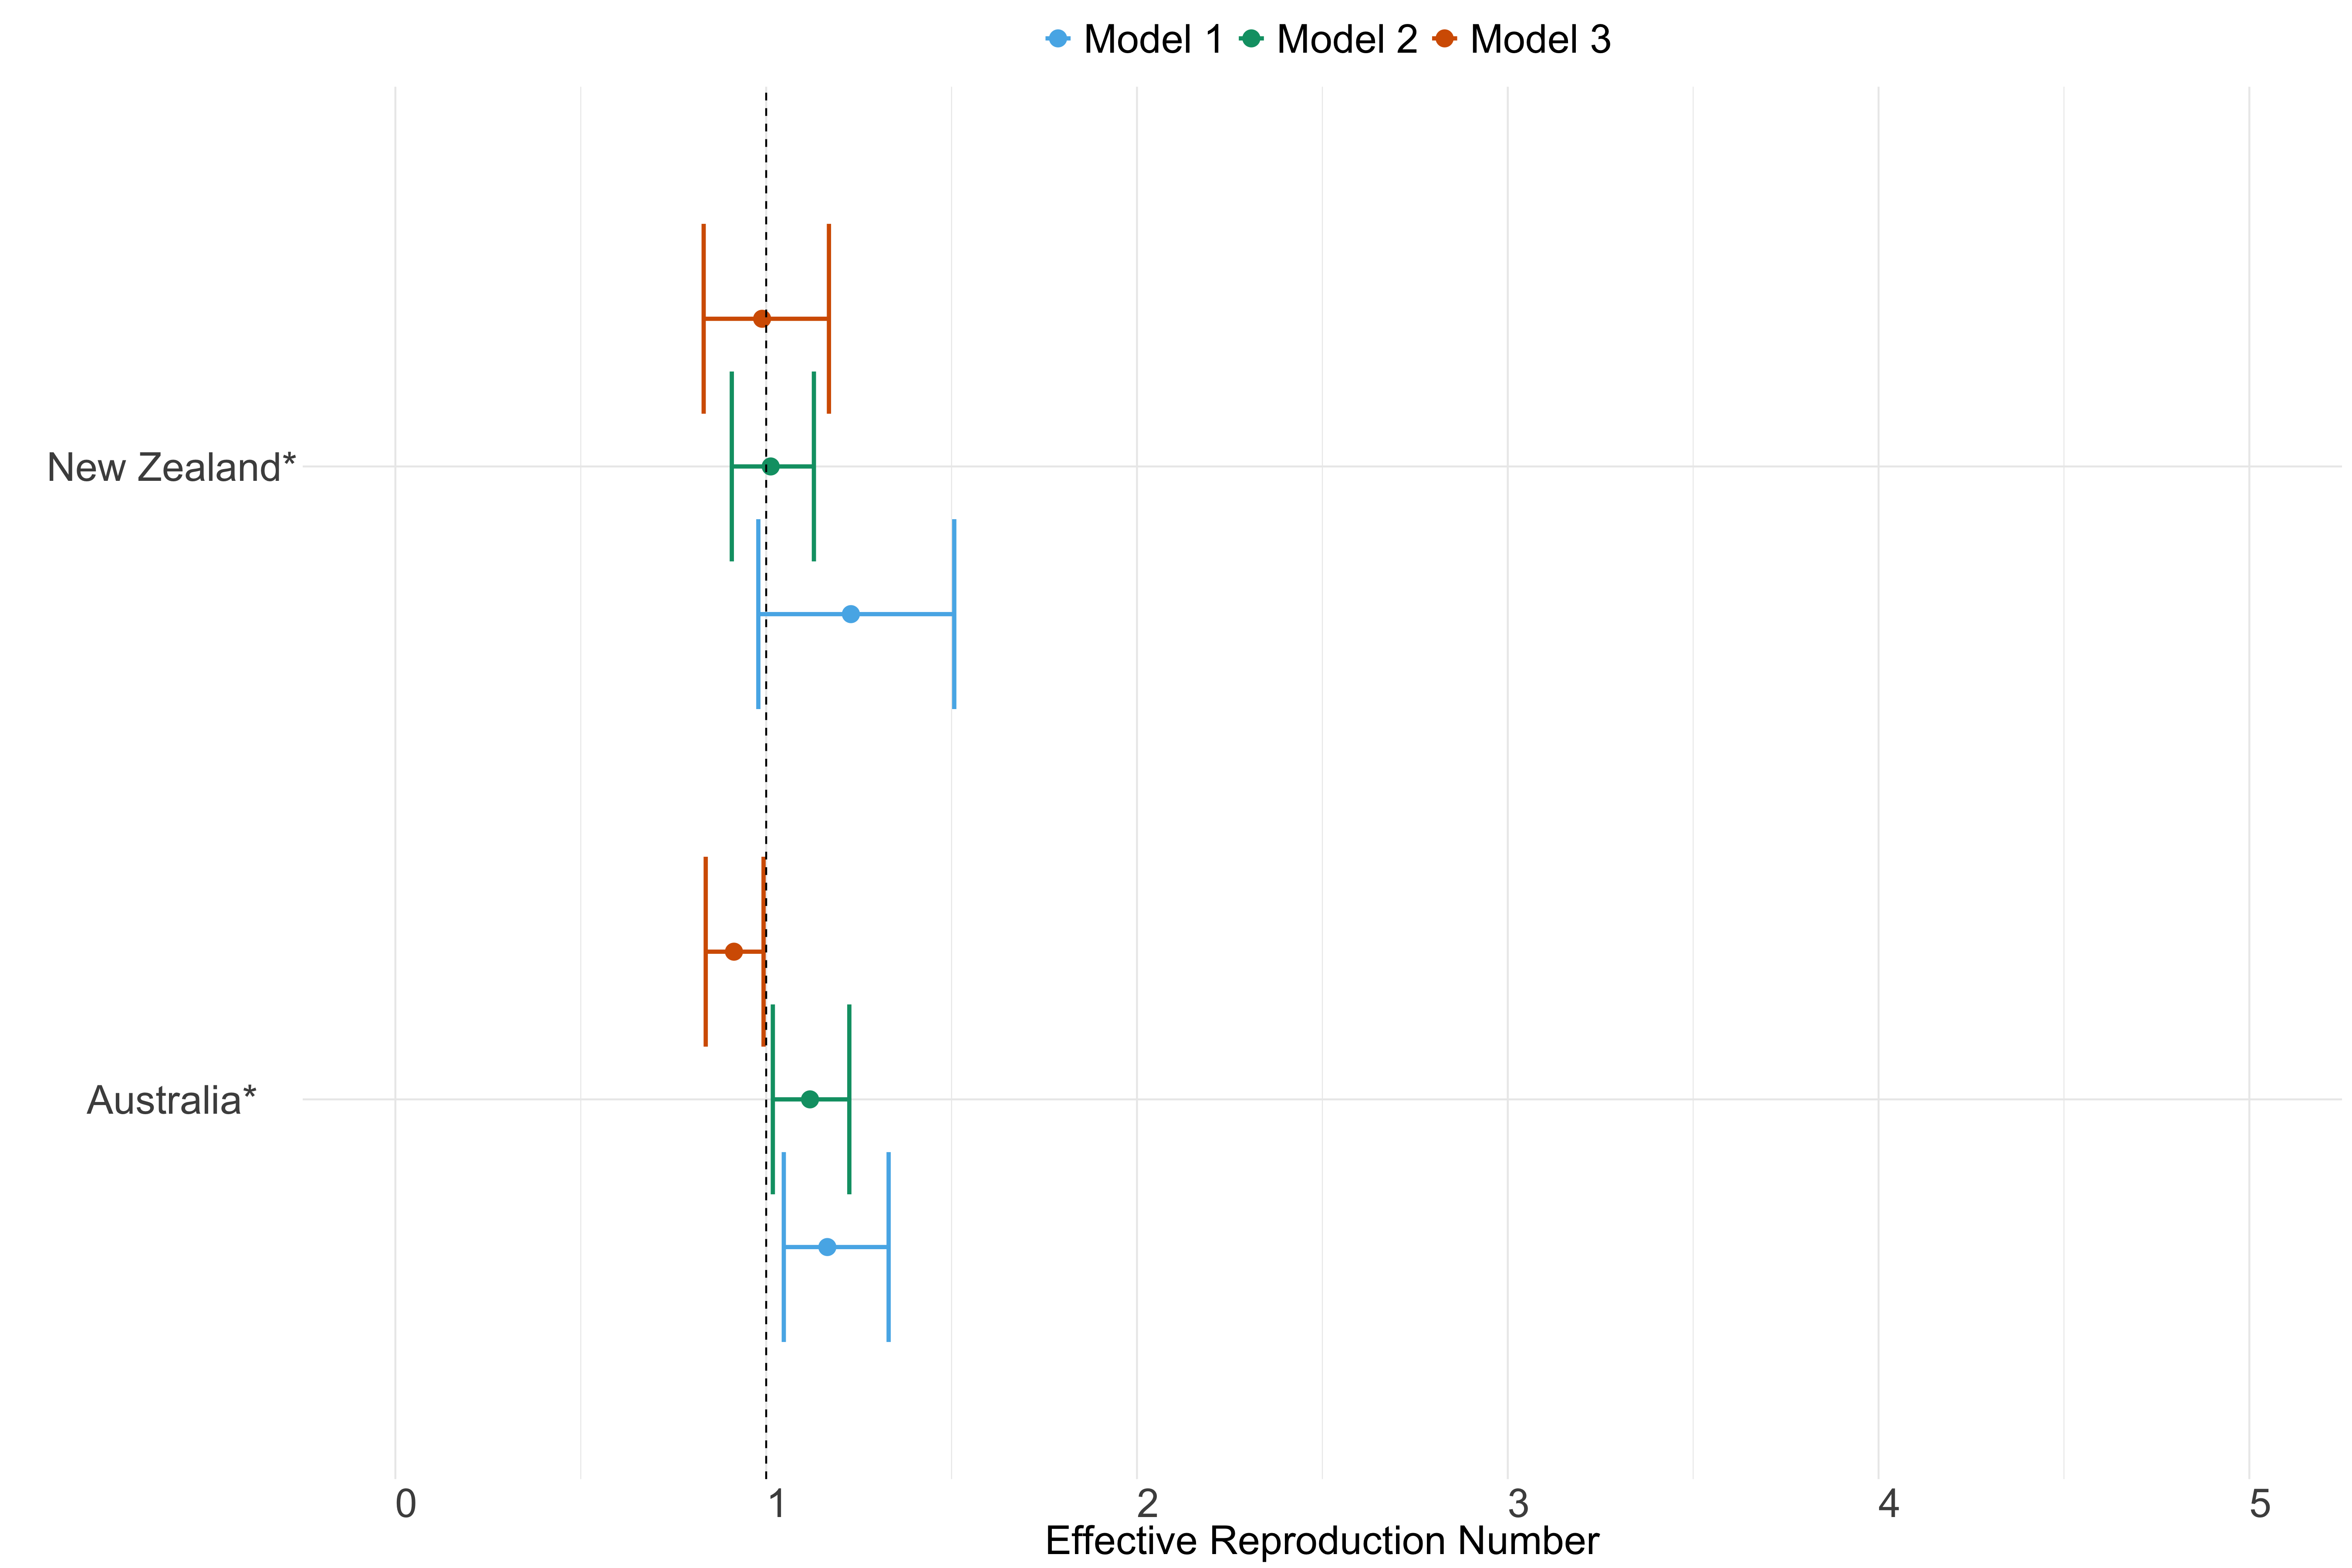 Model 1 Model 2 Model 3
New Zealand*
Australia*
0 1 2 3 4 5
Effective Reproduction Number